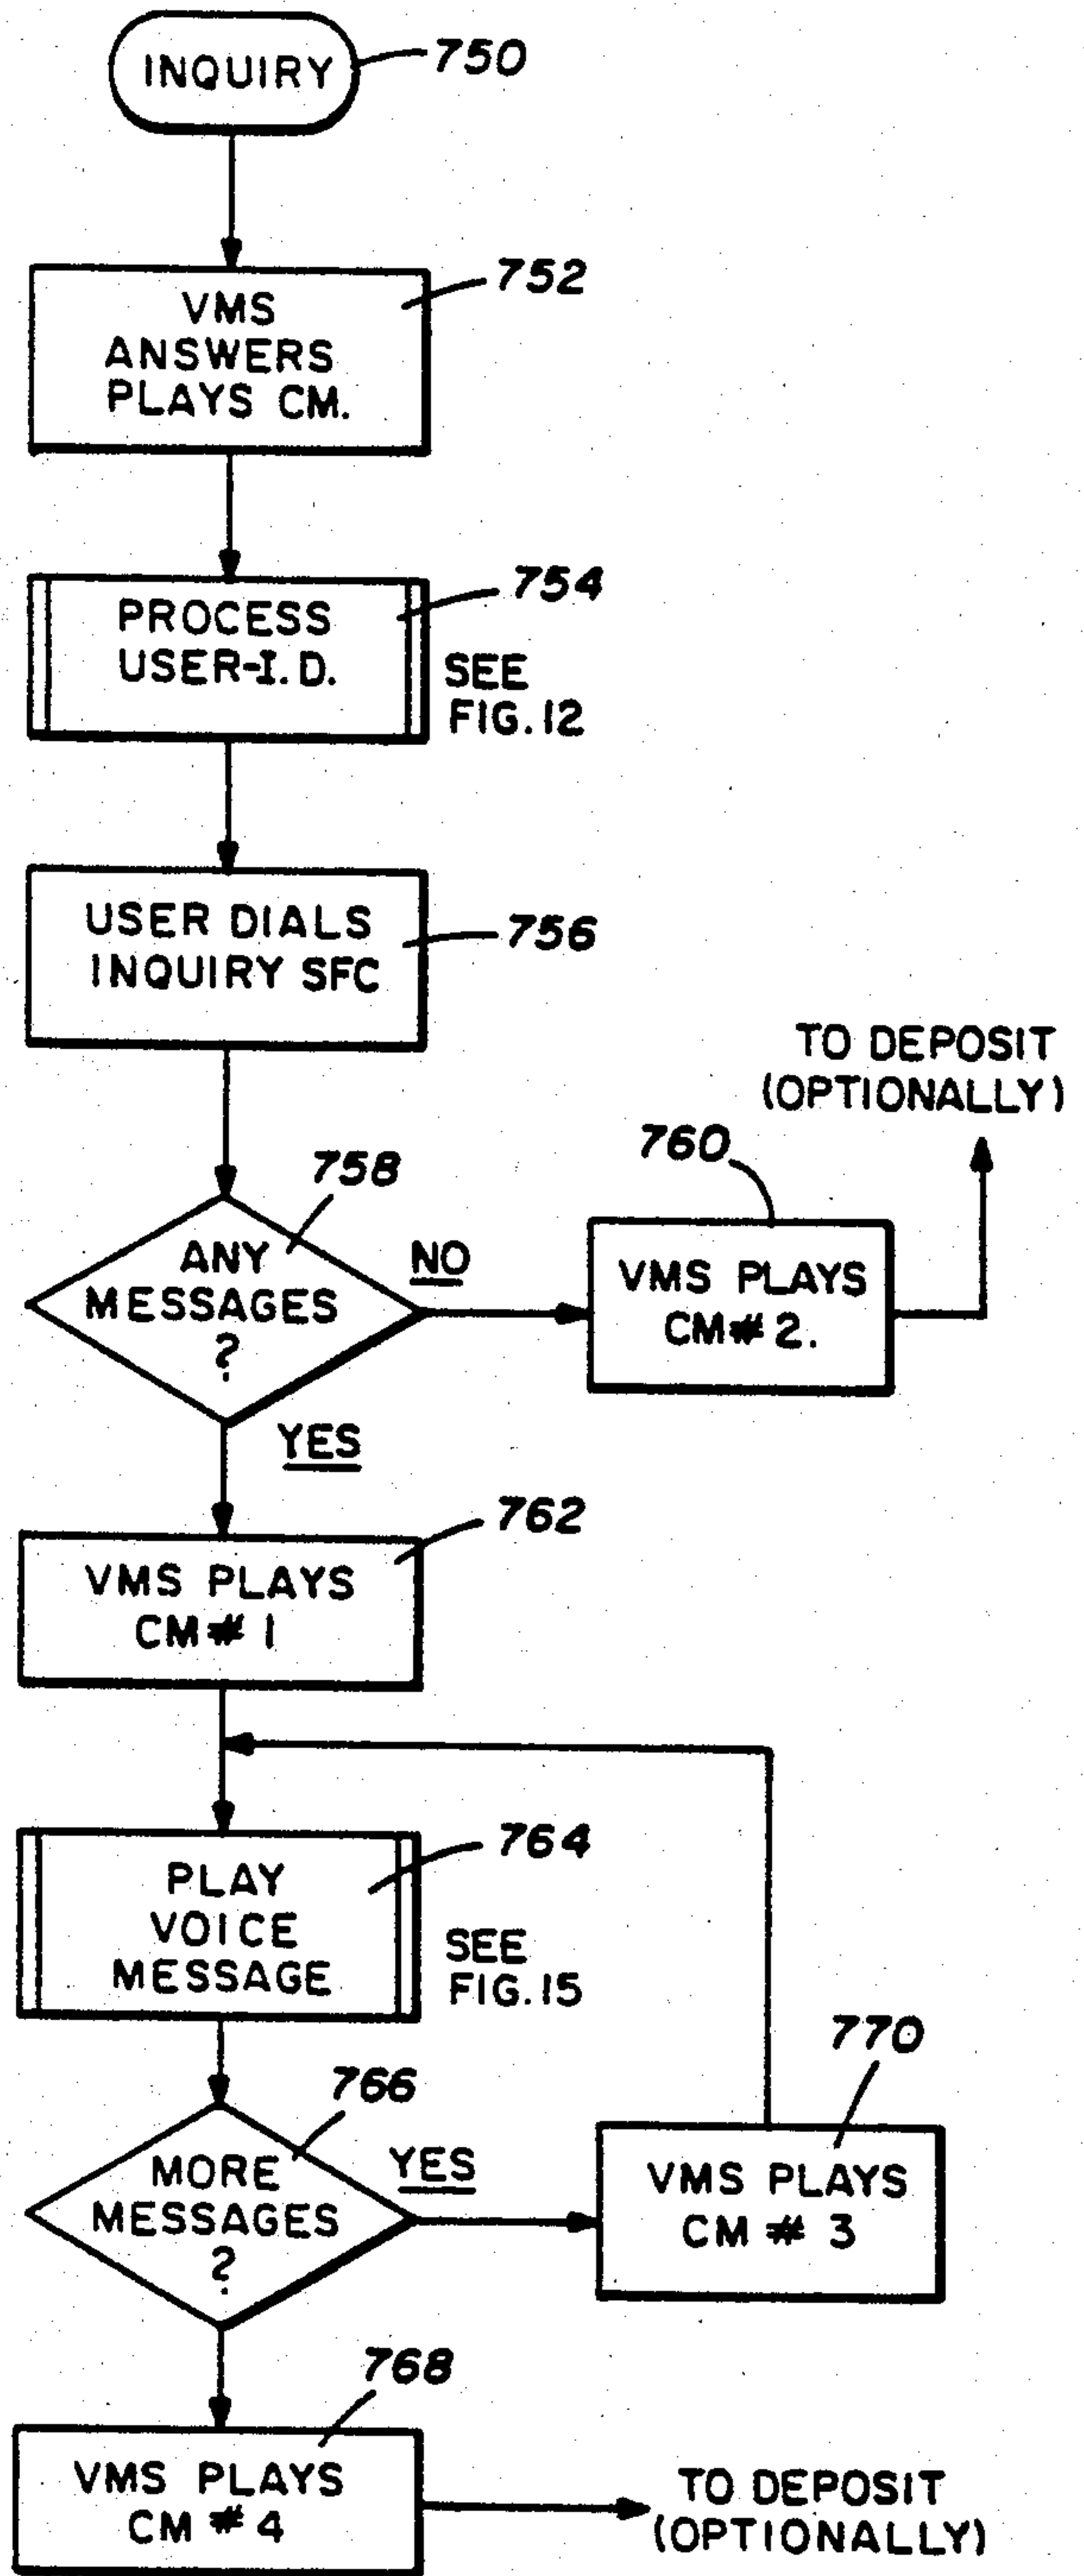 INQUIRY
750
752
VMS
ANSWERS
PLAYS CM.
754
PROCESS
USER-I.D.
SEE
FIG.12
756
USER DIALS
INQUIRY SFC
TO DEPOSIT
(OPTIONALLY)
758
760
ANY
MESSAGES
?
NO
VMS PLAYS
CM# 2.
YES
762
VMS PLAYS
CM# 1
764
PLAY
VOICE
MESSAGE
SEE
FIG.15
770
766
MORE
MESSAGES
?
YES
VMS PLAYS
CM # 3
768
VMS PLAYS
CM #4
TO DEPOSIT
(OPTIONALLY)